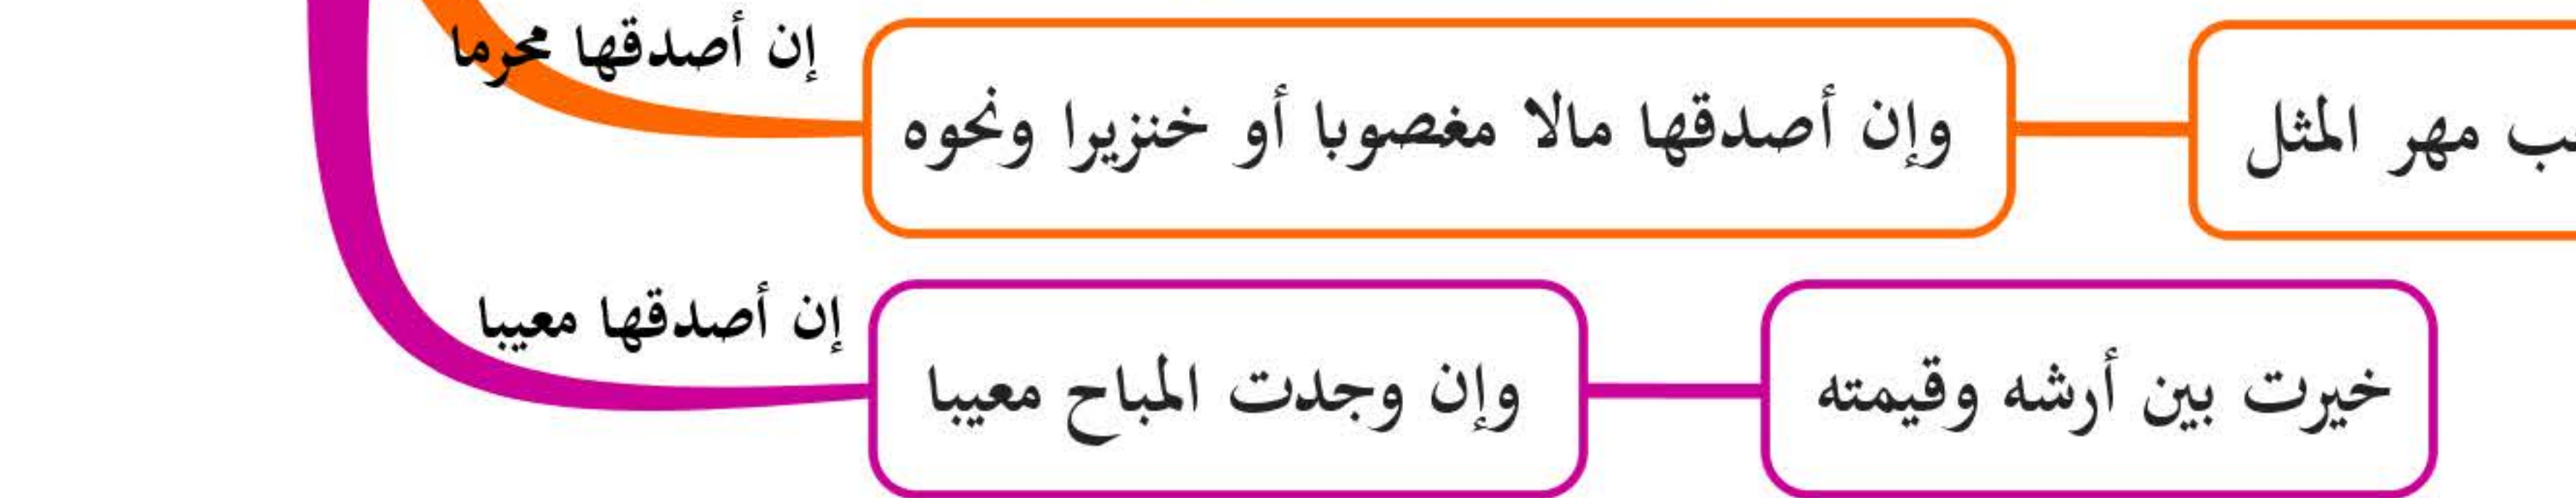 إن أصدقها محرما
وإن أصدقها مالا مغصوبا أو خنزيرا ونحوه
مهر المثل
إن أصدقها معيبا
وإن وجدت المباح معيبا
خيرت بين أرشه وقيمته